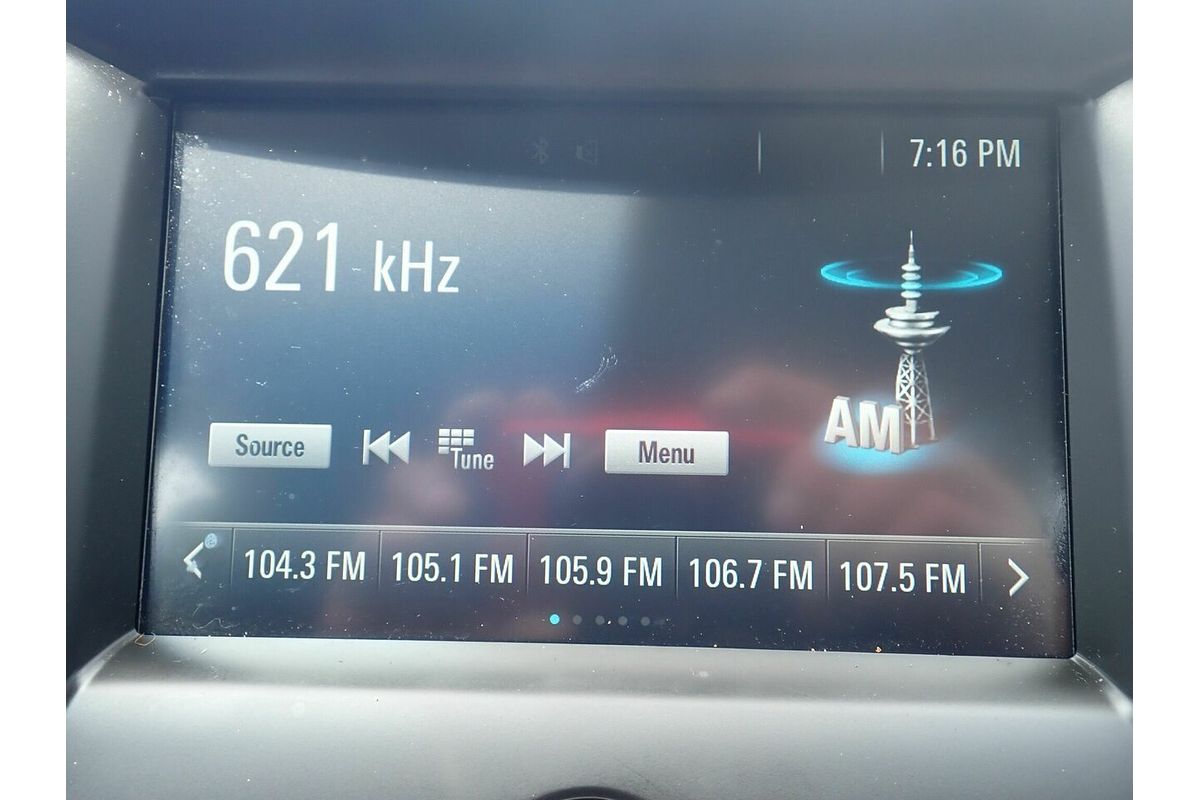 7:16 PM
621 kHz
AM
Source
Tune
Menu
104.3 FM
105.1 FM
105.9 FM
106.7 FM
107.5 FM